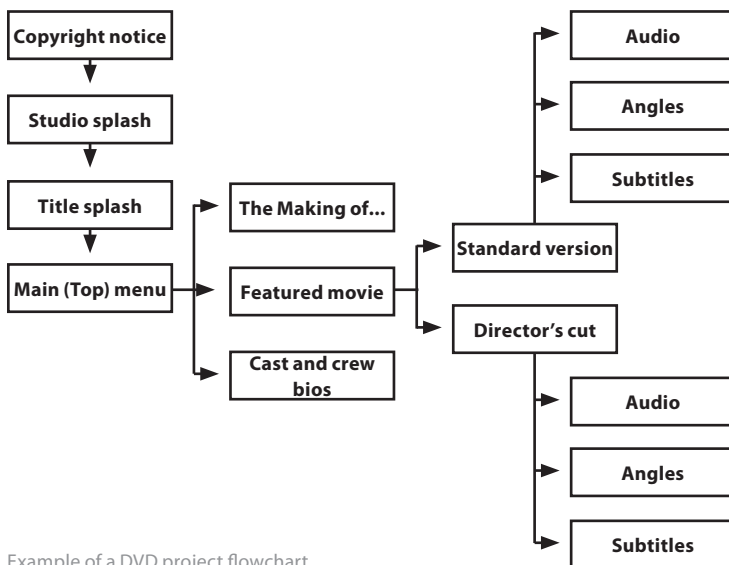 Copyright notice
Studio splash
Title splash
Main (Top) menu
The Making of...
Featured movie
Cast and crew
bios
Standard version
Director's cut
Audio
Angles
Subtitles
Audio
Angles
Subtitles
Example of a DVD project flowchart